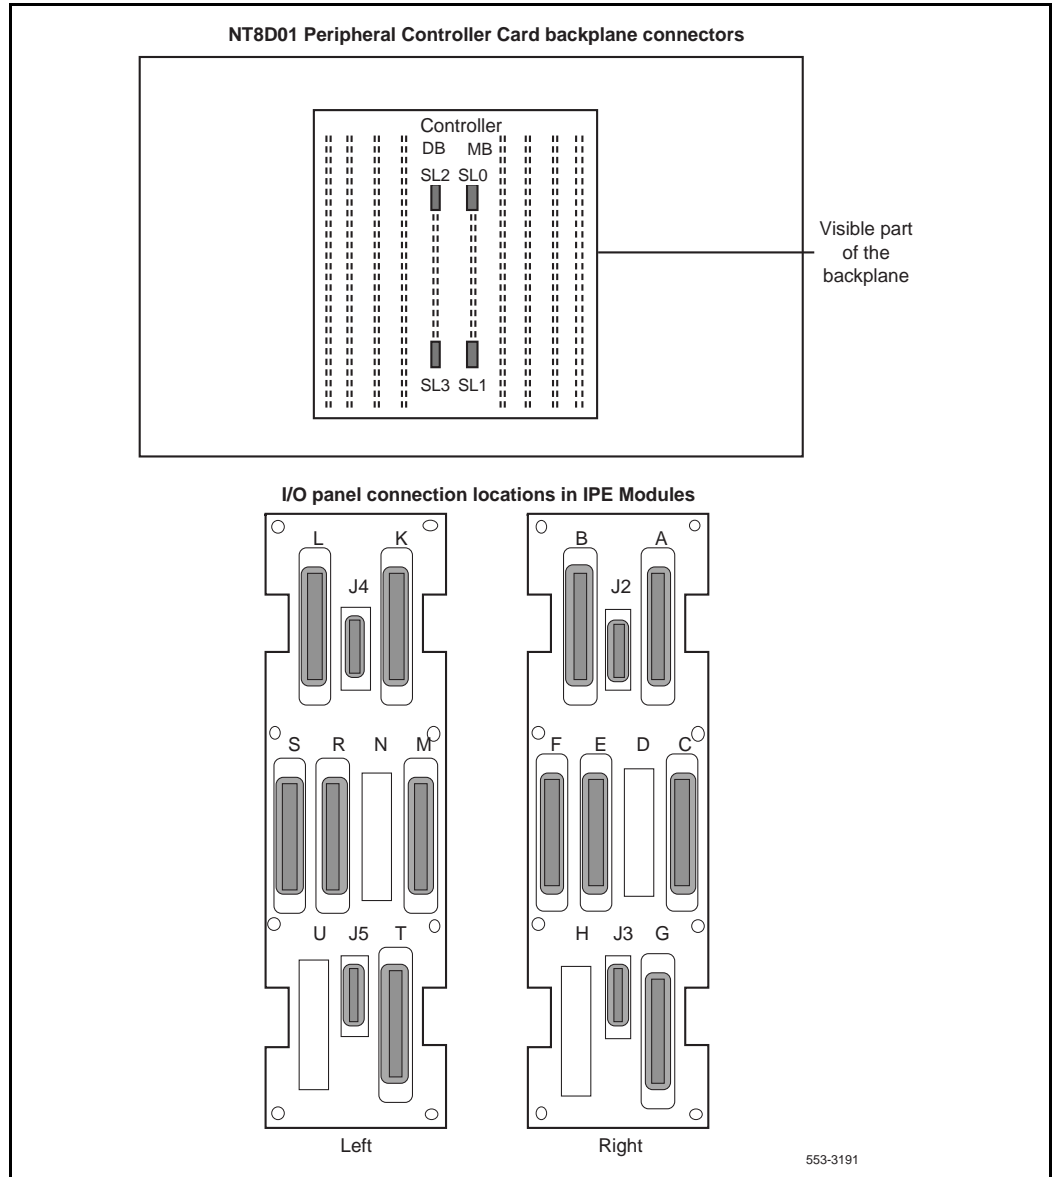 NT8D01 Peripheral Controller Card backplane connectors
Controller
DB MB
SL2 SL0
Visible part
of the
backplane
SL3 SL1
I/O panel connection locations in IPE Modules
L K B A
J4 J2
S R N M F E D C
U J5 T H J3 G
Left Right
553-3191